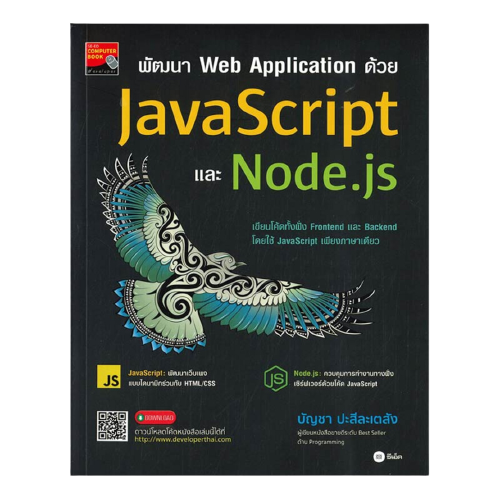 SE-ED
COMPUTER
BOOK
พัฒนา Web Application ด้วย
JavaScript
และ Node.js
เขียนโค้ดทั้งฝั่ง Frontend และ Backend
โดยใช้ JavaScript เพียงภาษาเดียว
JS
JavaScript: พัฒนาเว็บเพจ
แบบไดนามิกร่วมกับ HTML/CSS
JS
Node.js: ควบคุมการทำงานทางฝั่ง
เซิร์ฟเวอร์ด้วยโค้ด JavaScript
DOWNLOAD
ดาวน์โหลดโค้ดหนังสือเล่มนี้ได้ที่
http://www.developerthai.com
บัญชา ปะสีละเตสัง
ผู้เขียนหนังสือขายดีระดับ Best Seller
ด้าน Programming
ซีเอ็ด